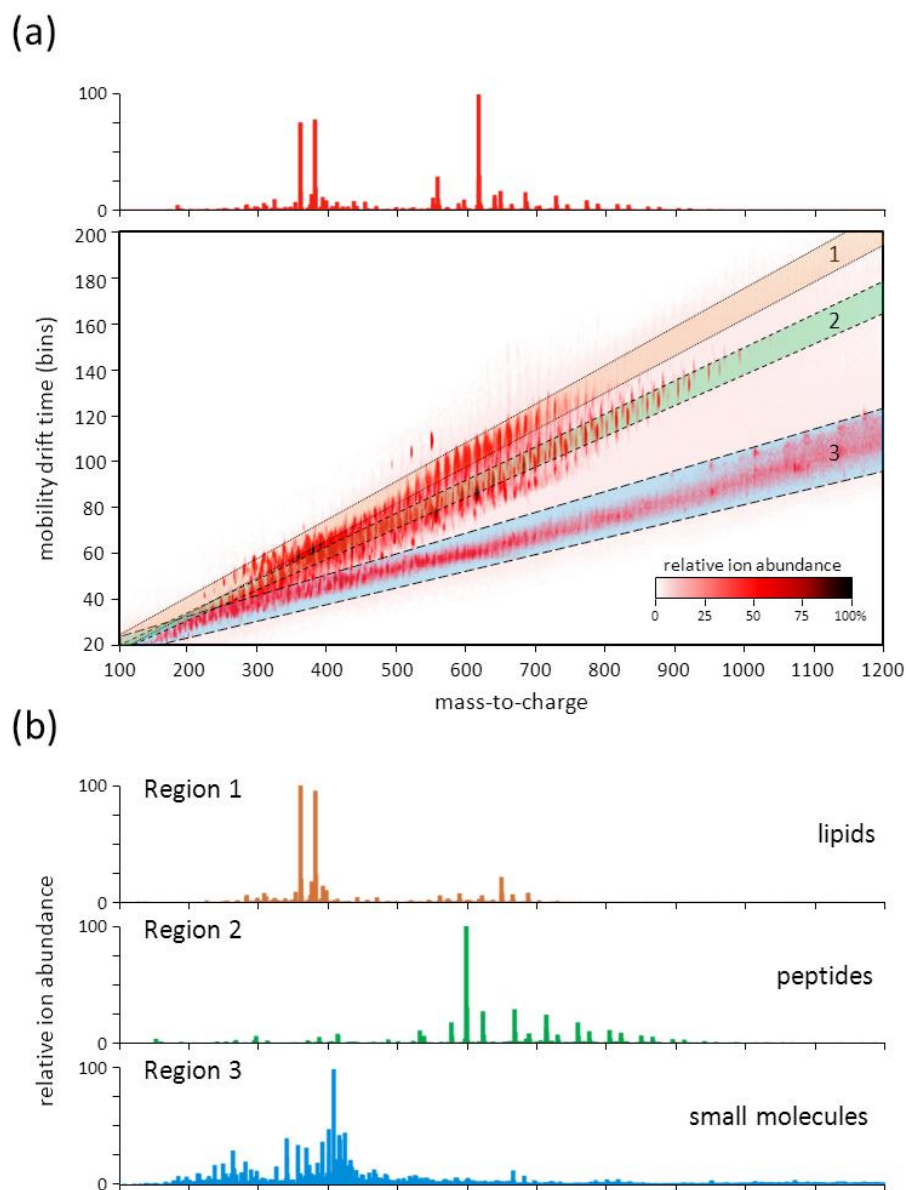 (a)
100
0
200
180
160
140
120
100
80
60
40
20
mobility drift time (bins)
1
2
3
relative ion abundance
0 25 50 75 100%
100 200 300 400 500 600 700 800 900 1000 1100 1200
mass-to-charge
(b)
relative ion abundance
100
Region 1
lipids
0
100
Region 2
peptides
0
100
Region 3
small molecules
0